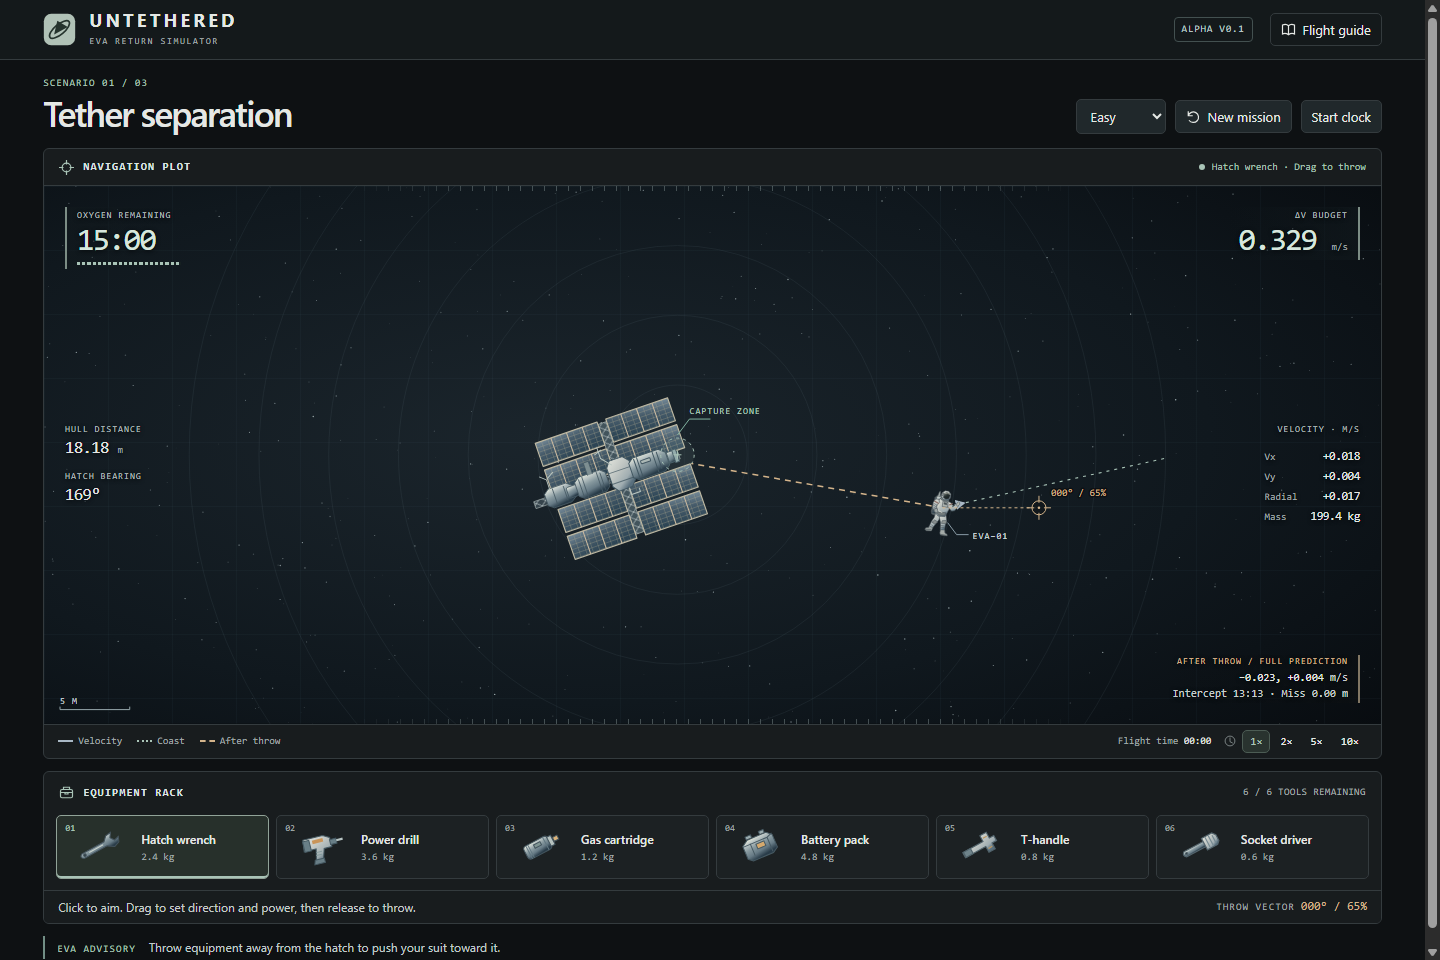 UNTETHERED
EVA RETURN SIMULATOR
ALPHA V0.1
Flight guide
SCENARIO 01 / 03
Tether separation
Easy
New mission
Start clock
NAVIGATION PLOT
Hatch wrench · Drag to throw
OXYGEN REMAINING
15:00
ΔV BUDGET
0.329 m/s
CAPTURE ZONE
HULL DISTANCE
18.18 m
HATCH BEARING
169°
VELOCITY · M/S
Vx +0.018
Vy +0.004
Radial +0.017
Mass 199.4 kg
000° / 65%
EVA-01
AFTER THROW / FULL PREDICTION
−0.023, +0.004 m/s
Intercept 13:13 · Miss 0.00 m
5 M
Velocity
Coast
After throw
Flight time 00:00
1×
2×
5×
10×
EQUIPMENT RACK
6 / 6 TOOLS REMAINING
01
Hatch wrench
2.4 kg
02
Power drill
3.6 kg
03
Gas cartridge
1.2 kg
04
Battery pack
4.8 kg
05
T-handle
0.8 kg
06
Socket driver
0.6 kg
Click to aim. Drag to set direction and power, then release to throw.
THROW VECTOR 000° / 65%
EVA ADVISORY Throw equipment away from the hatch to push your suit toward it.